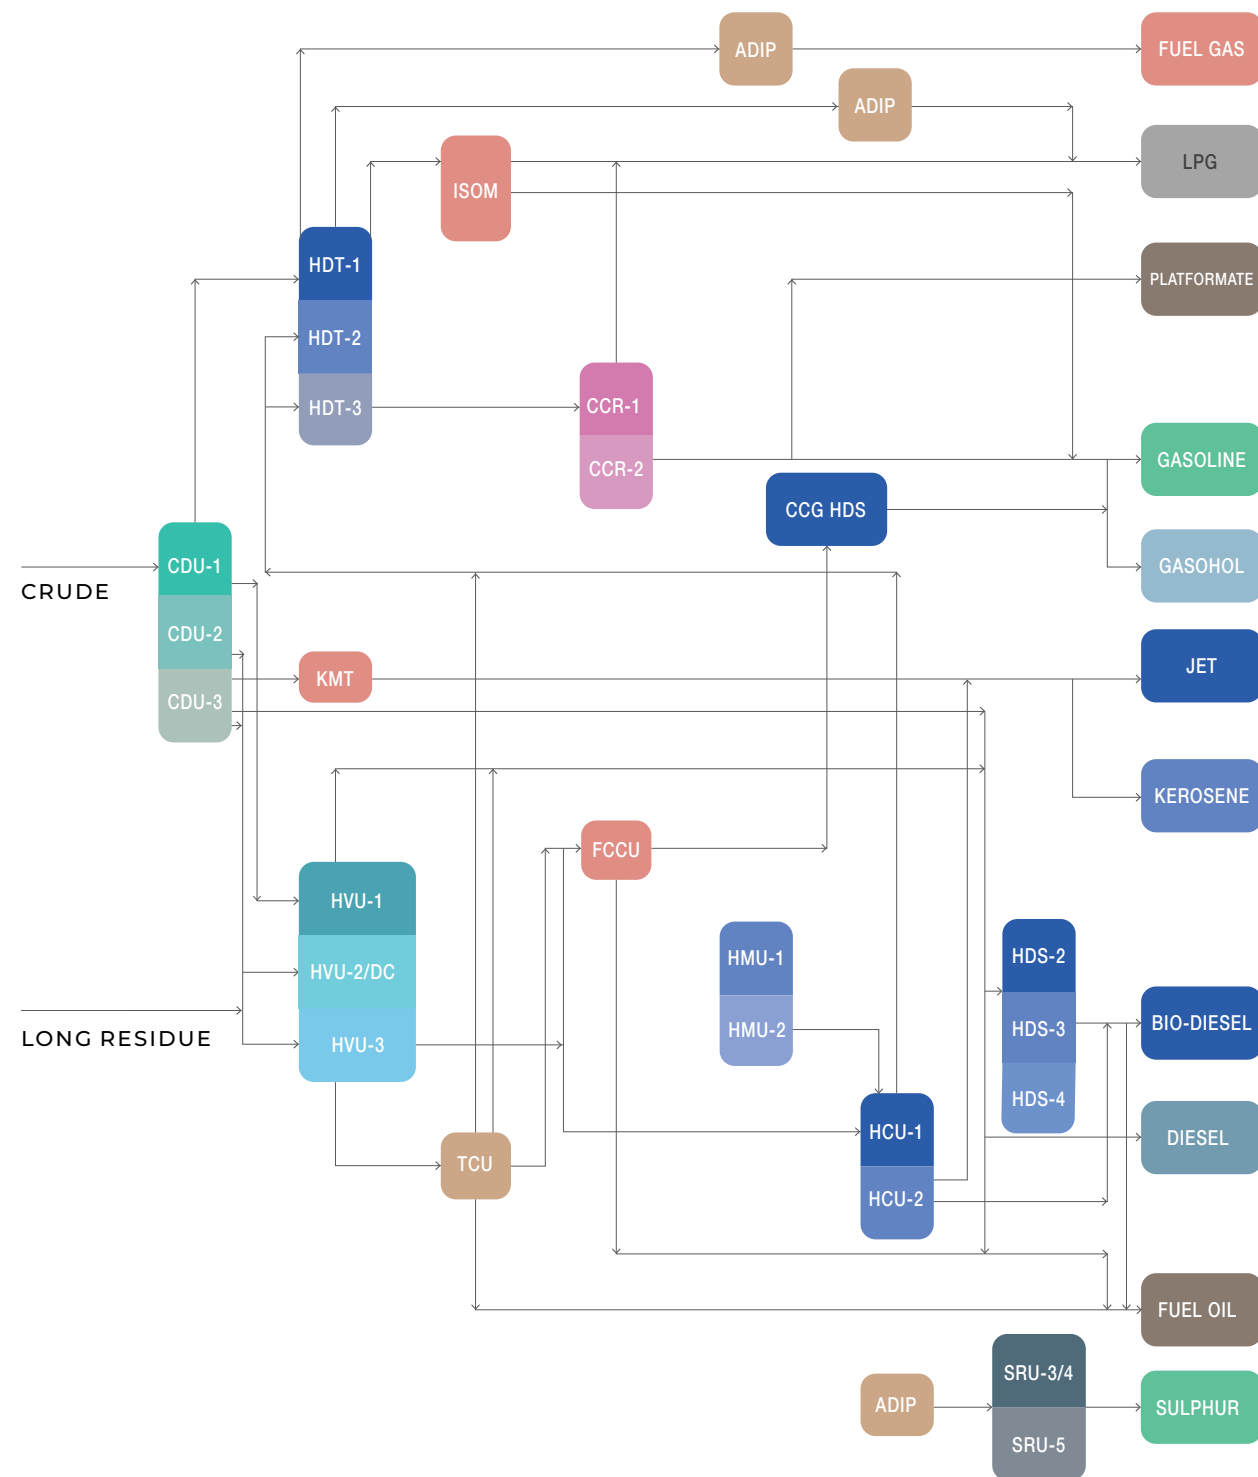 ADIP
FUEL GAS
ADIP
LPG
ISOM
HDT-1
PLATFORMATE
HDT-2
HDT-3
CCR-1
GASOLINE
CCR-2
CCG HDS
CDU-1
GASOHOL
CRUDE
CDU-2
JET
KMT
CDU-3
KEROSENE
FCCU
HVU-1
HDS-2
HMU-1
HVU-2/DC
BIO-DIESEL
HMU-2
HDS-3
LONG RESIDUE
HVU-3
HDS-4
HCU-1
DIESEL
TCU
HCU-2
FUEL OIL
SRU-3/4
ADIP
SULPHUR
SRU-5